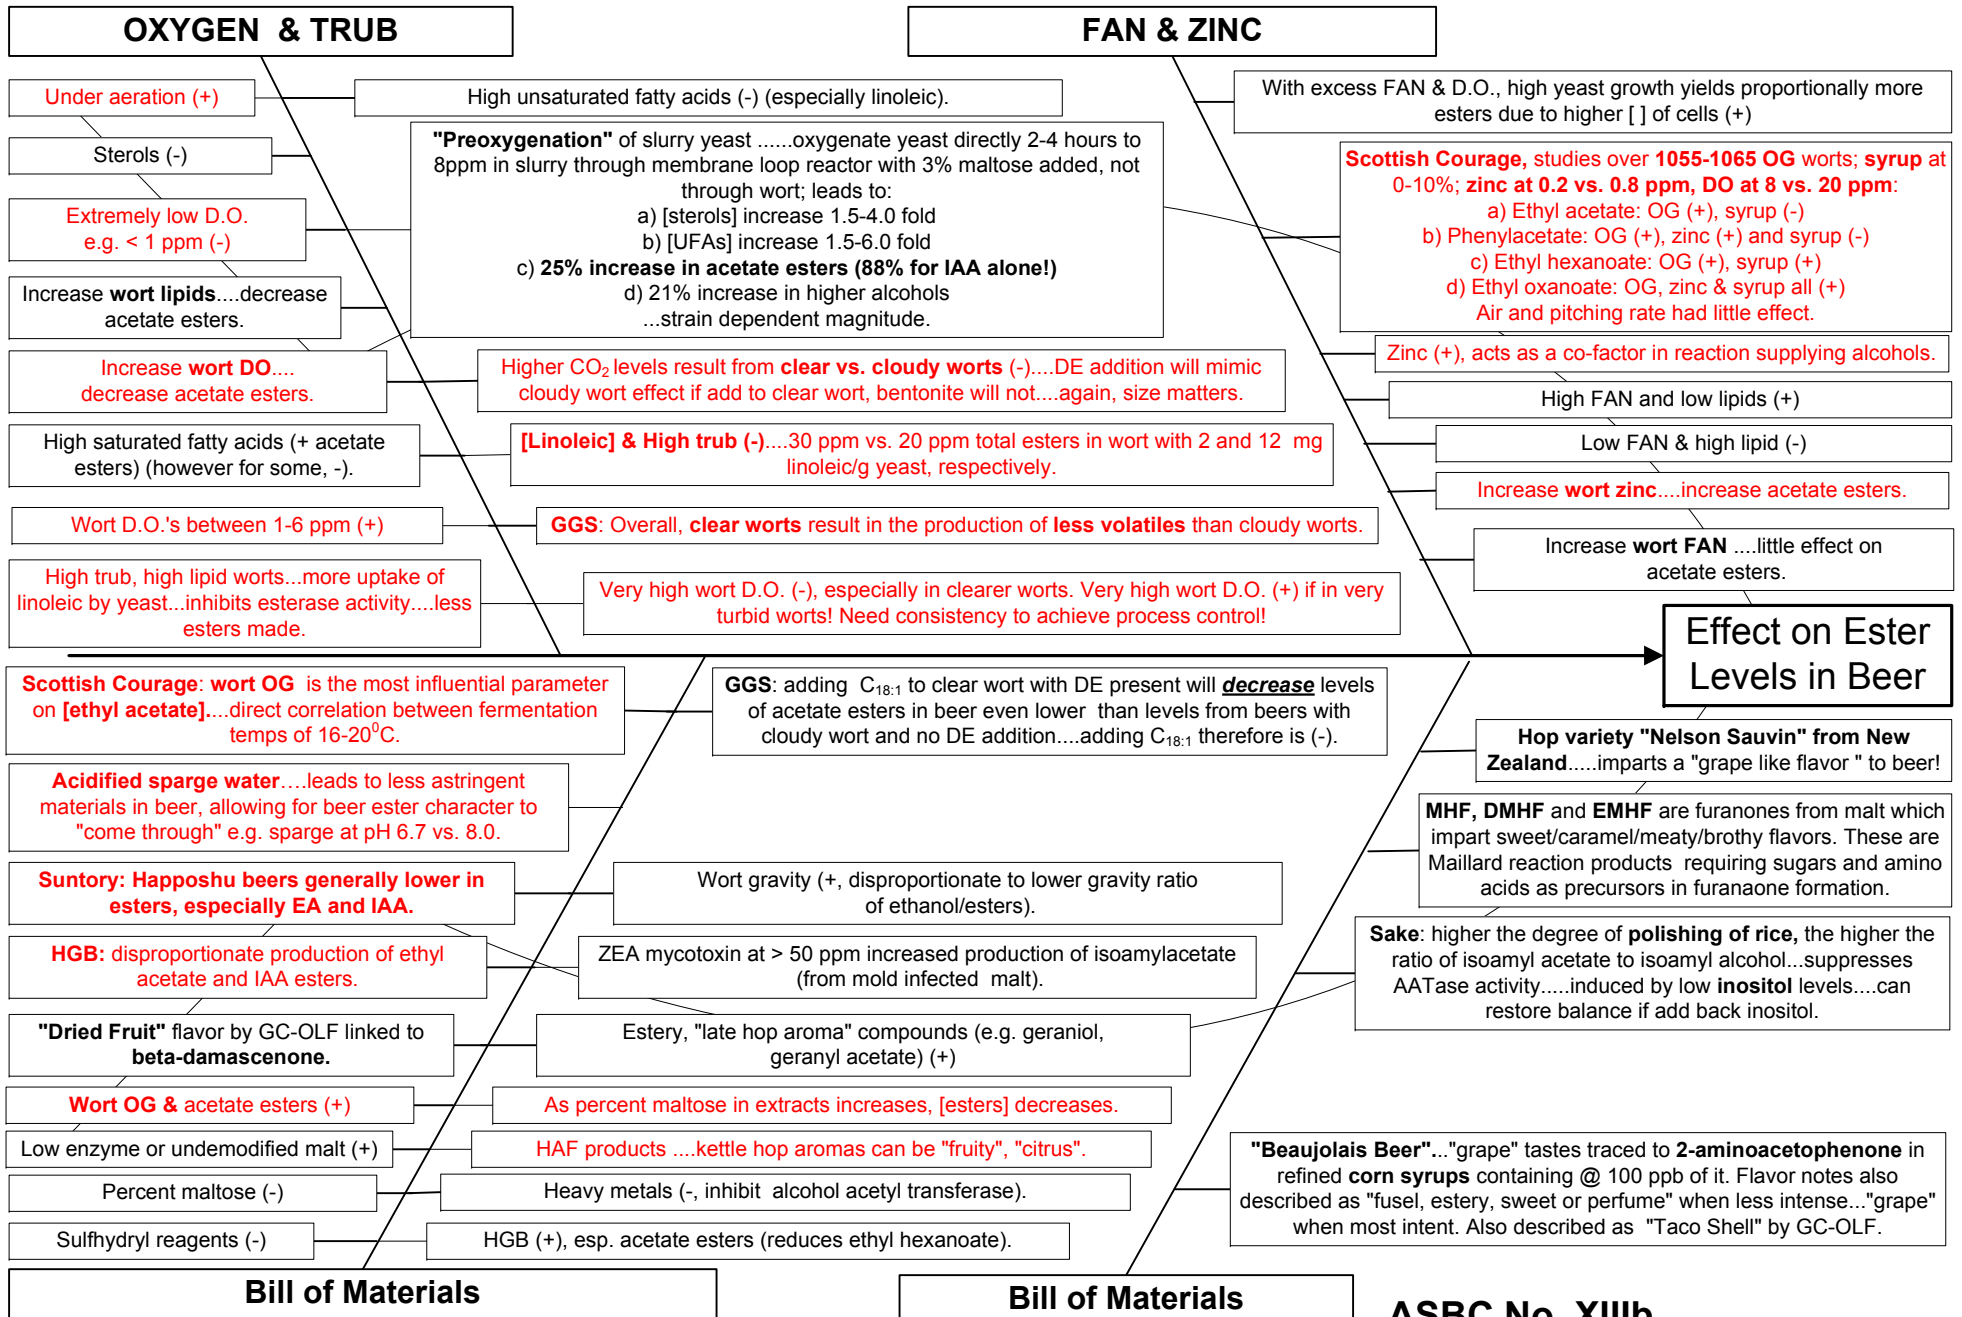 OXYGEN & TRUB
FAN & ZINC
Under aeration (+)
High unsaturated fatty acids (-) (especially linoleic).
With excess FAN & D.O., high yeast growth yields proportionally more
esters due to higher [ ] of cells (+)
Sterols (-)
"Preoxygenation" of slurry yeast ......oxygenate yeast directly 2-4 hours to
8ppm in slurry through membrane loop reactor with 3% maltose added, not
through wort; leads to:
a) [sterols] increase 1.5-4.0 fold
b) [UFAs] increase 1.5-6.0 fold
c) 25% increase in acetate esters (88% for IAA alone!)
d) 21% increase in higher alcohols
...strain dependent magnitude.
Scottish Courage, studies over 1055-1065 OG worts; syrup at
0-10%; zinc at 0.2 vs. 0.8 ppm, DO at 8 vs. 20 ppm:
a) Ethyl acetate: OG (+), syrup (-)
b) Phenylacetate: OG (+), zinc (+) and syrup (-)
c) Ethyl hexanoate: OG (+), syrup (+)
d) Ethyl oxanoate: OG, zinc & syrup all (+)
Air and pitching rate had little effect.
Extremely low D.O.
e.g. < 1 ppm (-)
Increase wort lipids....decrease
acetate esters.
Increase wort DO....
decrease acetate esters.
Higher CO2 levels result from clear vs. cloudy worts (-)....DE addition will mimic
cloudy wort effect if add to clear wort, bentonite will not....again, size matters.
Zinc (+), acts as a co-factor in reaction supplying alcohols.
High FAN and low lipids (+)
High saturated fatty acids (+ acetate
esters) (however for some, -).
[Linoleic] & High trub (-)....30 ppm vs. 20 ppm total esters in wort with 2 and 12 mg
linoleic/g yeast, respectively.
Low FAN & high lipid (-)
Increase wort zinc....increase acetate esters.
Wort D.O.'s between 1-6 ppm (+)
GGS: Overall, clear worts result in the production of less volatiles than cloudy worts.
Increase wort FAN ....little effect on
acetate esters.
High trub, high lipid worts...more uptake of
linoleic by yeast...inhibits esterase activity....less
esters made.
Very high wort D.O. (-), especially in clearer worts. Very high wort D.O. (+) if in very
turbid worts! Need consistency to achieve process control!
Effect on Ester
Levels in Beer
Scottish Courage: wort OG is the most influential parameter
on [ethyl acetate]....direct correlation between fermentation
temps of 16-20⁰C.
GGS: adding C18:1 to clear wort with DE present will decrease levels
of acetate esters in beer even lower than levels from beers with
cloudy wort and no DE addition....adding C18:1 therefore is (-).
Hop variety "Nelson Sauvin" from New
Zealand.....imparts a "grape like flavor " to beer!
Acidified sparge water....leads to less astringent
materials in beer, allowing for beer ester character to
"come through" e.g. sparge at pH 6.7 vs. 8.0.
MHF, DMHF and EMHF are furanones from malt which
impart sweet/caramel/meaty/brothy flavors. These are
Maillard reaction products requiring sugars and amino
acids as precursors in furanaone formation.
Suntory: Happoshu beers generally lower in
esters, especially EA and IAA.
Wort gravity (+, disproportionate to lower gravity ratio
of ethanol/esters).
Sake: higher the degree of polishing of rice, the higher the
ratio of isoamyl acetate to isoamyl alcohol...suppresses
AATase activity.....induced by low inositol levels....can
restore balance if add back inositol.
HGB: disproportionate production of ethyl
acetate and IAA esters.
ZEA mycotoxin at > 50 ppm increased production of isoamylacetate
(from mold infected malt).
"Dried Fruit" flavor by GC-OLF linked to
beta-damascenone.
Estery, "late hop aroma" compounds (e.g. geraniol,
geranyl acetate) (+)
Wort OG & acetate esters (+)
As percent maltose in extracts increases, [esters] decreases.
Low enzyme or undemodified malt (+)
HAF products ....kettle hop aromas can be "fruity", "citrus".
"Beaujolais Beer"..."grape" tastes traced to 2-aminoacetophenone in
refined corn syrups containing @ 100 ppb of it. Flavor notes also
described as "fusel, estery, sweet or perfume" when less intense..."grape"
when most intent. Also described as "Taco Shell" by GC-OLF.
Percent maltose (-)
Heavy metals (-, inhibit alcohol acetyl transferase).
Sulfhydryl reagents (-)
HGB (+), esp. acetate esters (reduces ethyl hexanoate).
Bill of Materials
Bill of Materials
ASBC No. XIIIb